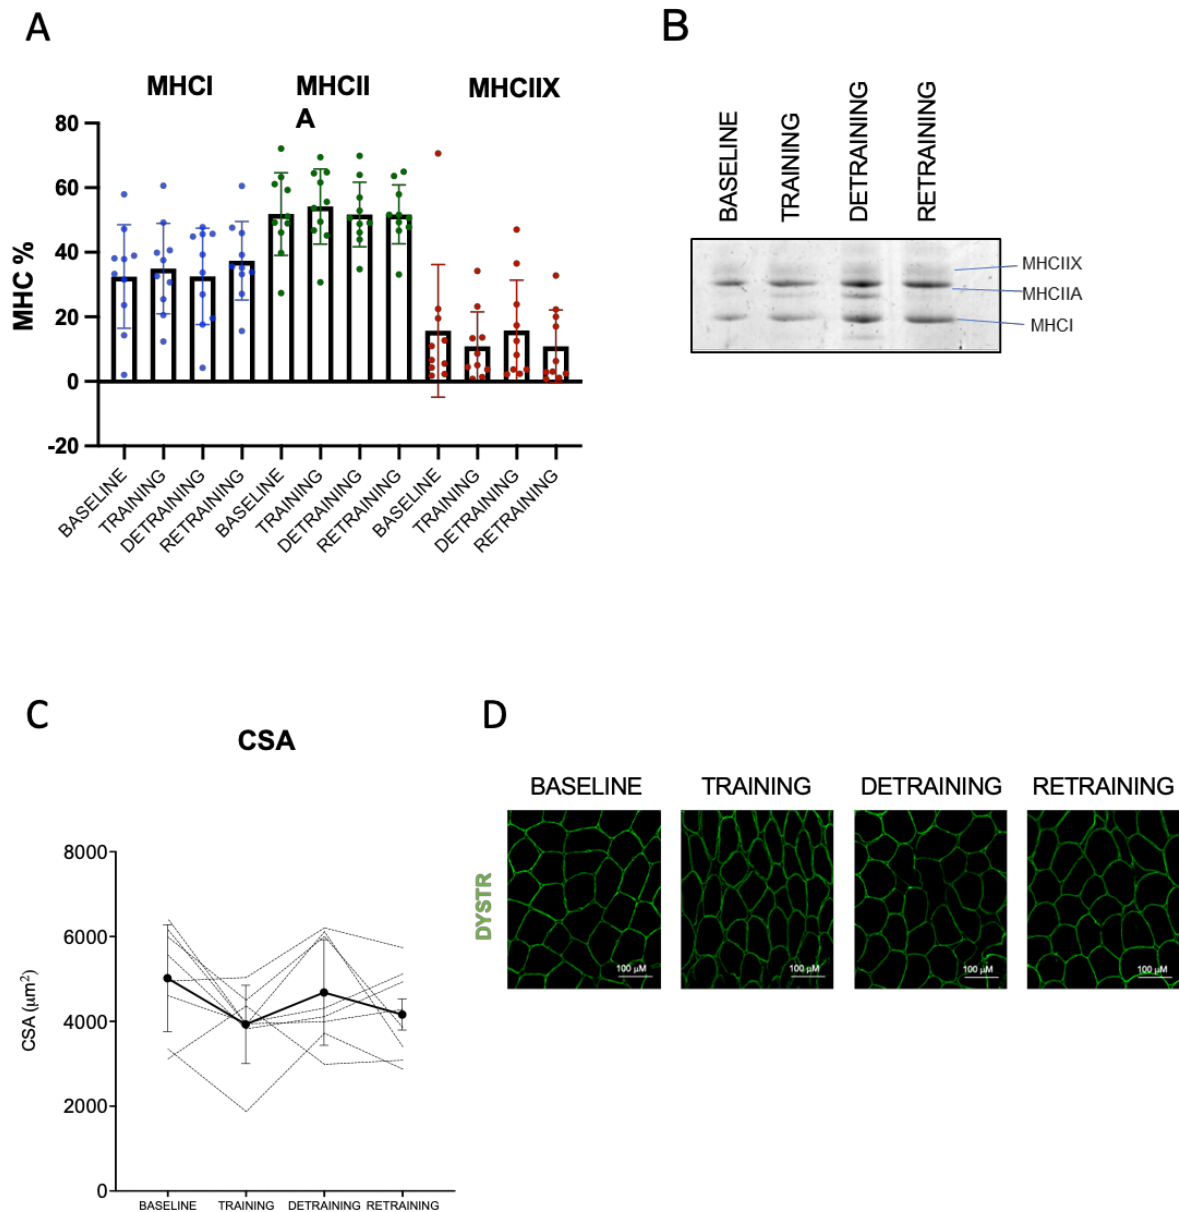 A
MHCI
MHCII
A
MHCIIX
MHC %
80
60
40
20
0
-20
BASELINE
TRAINING
DETRAINING
RETRAINING
BASELINE
TRAINING
DETRAINING
RETRAINING
BASELINE
TRAINING
DETRAINING
RETRAINING
B
BASELINE
TRAINING
DETRAINING
RETRAINING
MHCIIX
MHCIIA
MHCI
C
CSA
CSA (μm²)
8000
6000
4000
2000
0
BASELINE
TRAINING
DETRAINING
RETRAINING
D
BASELINE
TRAINING
DETRAINING
RETRAINING
DYSTR
100 μM
100 μM
100 μM
100 μM